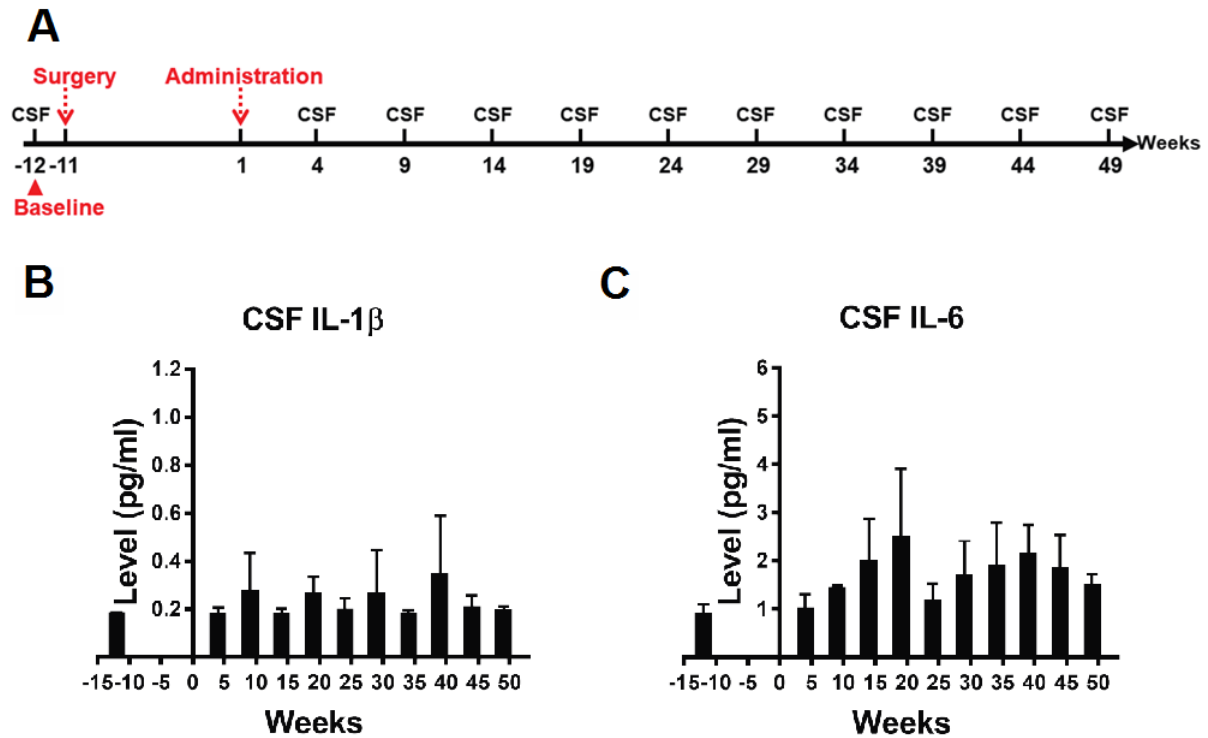 A
Surgery Administration
CSF CSF CSF CSF CSF CSF CSF CSF CSF CSF CSF
Weeks
-12 -11 1 4 9 14 19 24 29 34 39 44 49
Baseline
B
CSF IL-1β
Level (pg/ml)
1.2
1.0
0.8
0.6
0.4
0.2
-15 -10 -5 0 5 10 15 20 25 30 35 40 45 50
Weeks
C
CSF IL-6
Level (pg/ml)
6
5
4
3
2
1
-15 -10 -5 0 5 10 15 20 25 30 35 40 45 50
Weeks